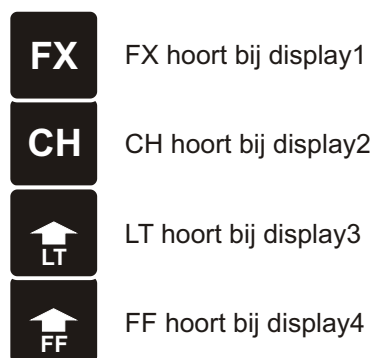 FX FX hoort bij display1
CH CH hoort bij display2
LT LT hoort bij display3
FF FF hoort bij display4